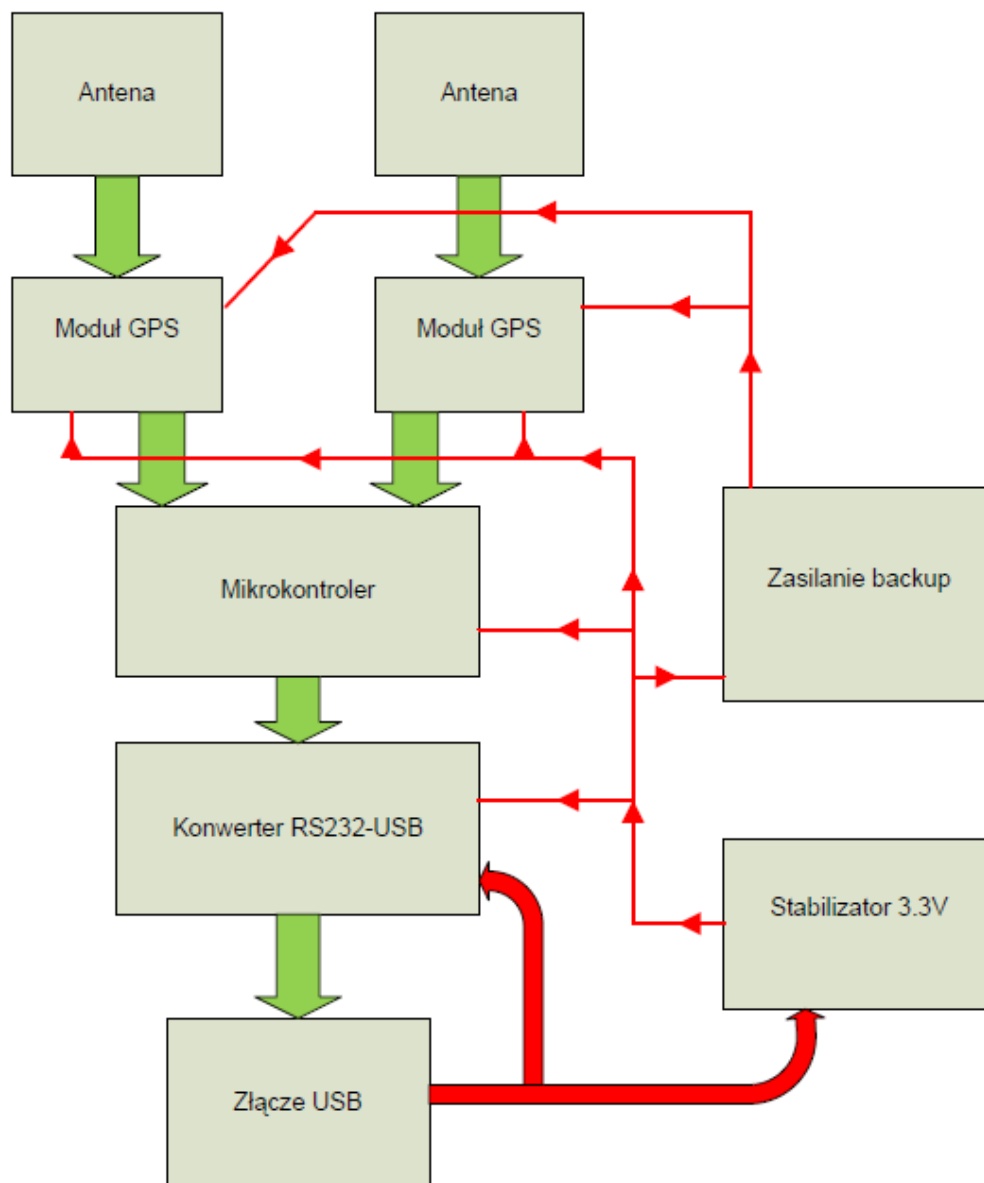 Antena
Antena
Moduł GPS
Moduł GPS
Zasilanie backup
Mikrokontroler
Konwerter RS232-USB
Stabilizator 3.3V
Złącze USB